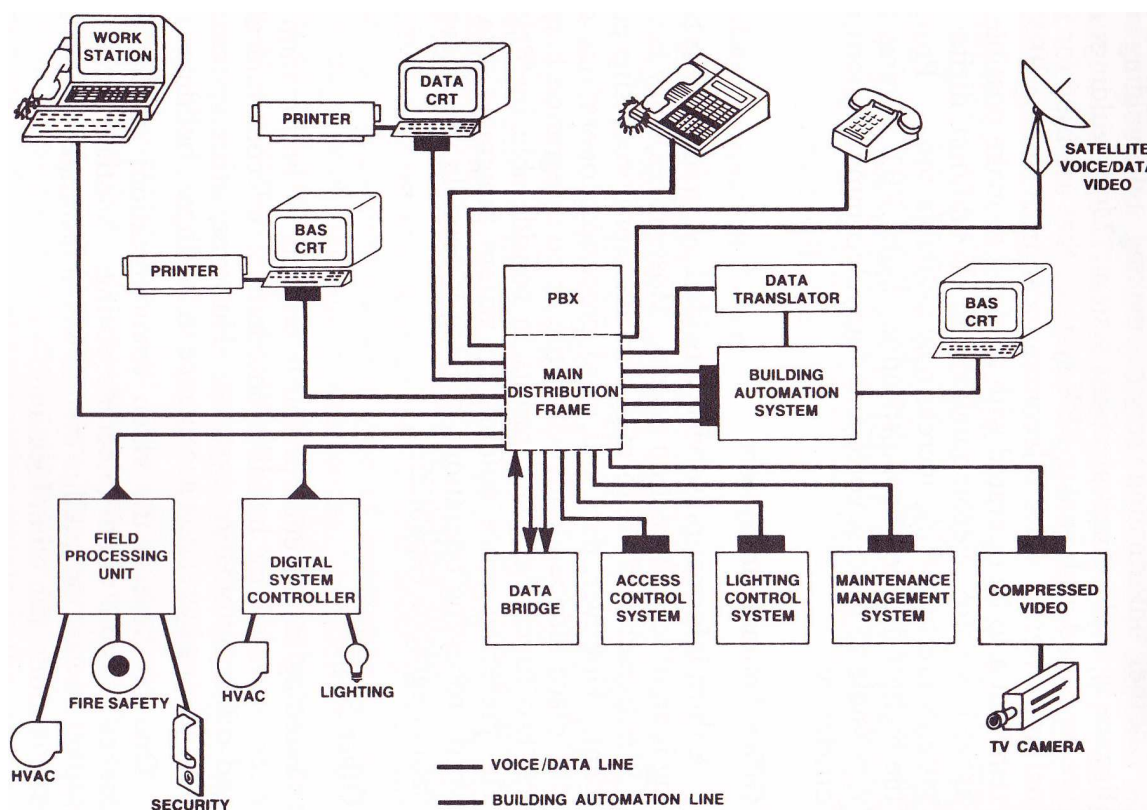 WORK
STATION
DATA
CRT
PRINTER
SATELLITE
VOICE/DATA
VIDEO
BAS
CRT
PRINTER
PBX
DATA
TRANSLATOR
BAS
CRT
MAIN
DISTRIBUTION
FRAME
BUILDING
AUTOMATION
SYSTEM
FIELD
PROCESSING
UNIT
DIGITAL
SYSTEM
CONTROLLER
DATA
BRIDGE
ACCESS
CONTROL
SYSTEM
LIGHTING
CONTROL
SYSTEM
MAINTENANCE
MANAGEMENT
SYSTEM
COMPRESSED
VIDEO
HVAC
FIRE SAFETY
SECURITY
HVAC
LIGHTING
TV CAMERA
VOICE/DATA LINE
BUILDING AUTOMATION LINE